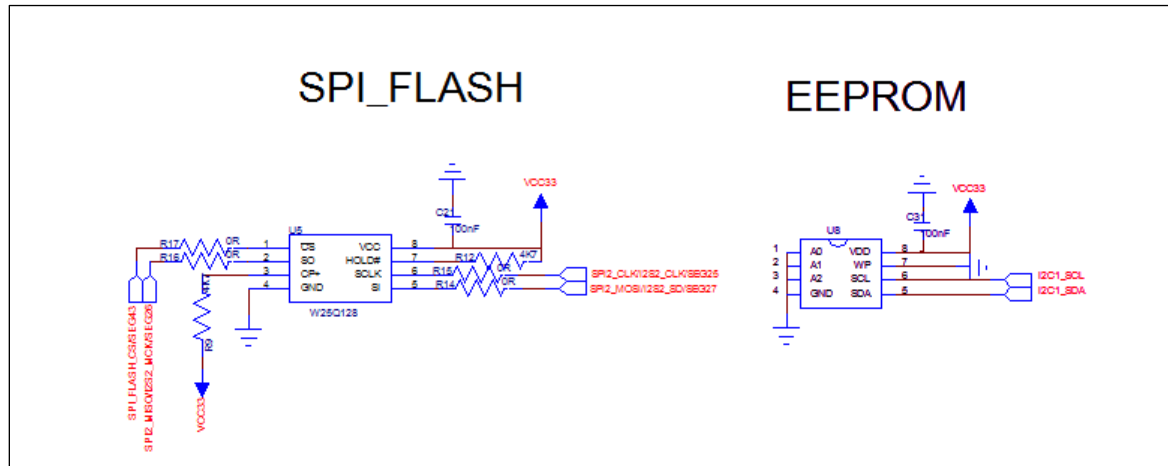 SPI_FLASH
EEPROM
VCC33
VCC33
C21
100nF
C31
100nF
U5
U8
R17 0R
R16 0R
1 CS VCC 8
2 SO HOLD# 7
3 CP+ SCLK 6
4 GND SI 5
W25Q128
R12 4K7
R15 0R
R14 0R
SPI2_CLK/I2S2_CLK/SEG25
SPI2_MOSI/I2S2_SD/SEG27
4K7
R9
VCC33
SPI_FLASH_CS/SEG43
SPI2_MISO/I2S2_MCK/SEG26
1 A0 VDD 8
2 A1 WP 7
3 A2 SCL 6
4 GND SDA 5
I2C1_SCL
I2C1_SDA